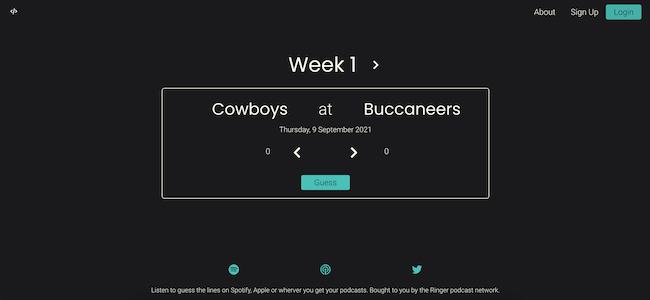 About Sign Up Login
Week 1
Cowboys at Buccaneers
Thursday, 9 September 2021
0 0
Guess
Listen to guess the lines on Spotify, Apple or wherver you get your podcasts. Bought to you by the Ringer podcast network.